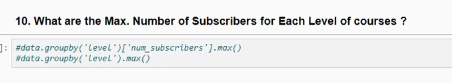 10. What are the Max. Number of Subscribers for Each Level of courses ?
]: #data.groupby('level')['num_subscribers'].max()
#data.groupby('level').max()